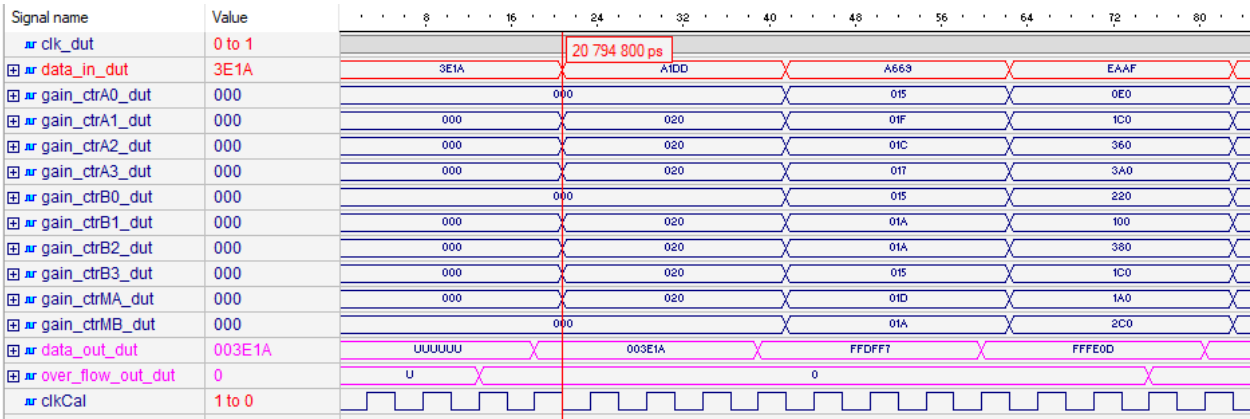 Signal name Value 8 16 24 32 40 48 56 64 72 80
clk_dut 0 to 1
20 794 800 ps
data_in_dut 3E1A 3E1A A1DD A669 EAAF
gain_ctrA0_dut 000 000 015 0E0
gain_ctrA1_dut 000 000 020 01F 1C0
gain_ctrA2_dut 000 000 020 01C 360
gain_ctrA3_dut 000 000 020 017 3A0
gain_ctrB0_dut 000 000 015 220
gain_ctrB1_dut 000 000 020 01A 100
gain_ctrB2_dut 000 000 020 01A 380
gain_ctrB3_dut 000 000 020 015 1C0
gain_ctrMA_dut 000 000 020 01D 1A0
gain_ctrMB_dut 000 000 01A 2C0
data_out_dut 003E1A UUUUUU 003E1A FFDFF7 FFFE0D
over_flow_out_dut 0 U 0
clkCal 1 to 0